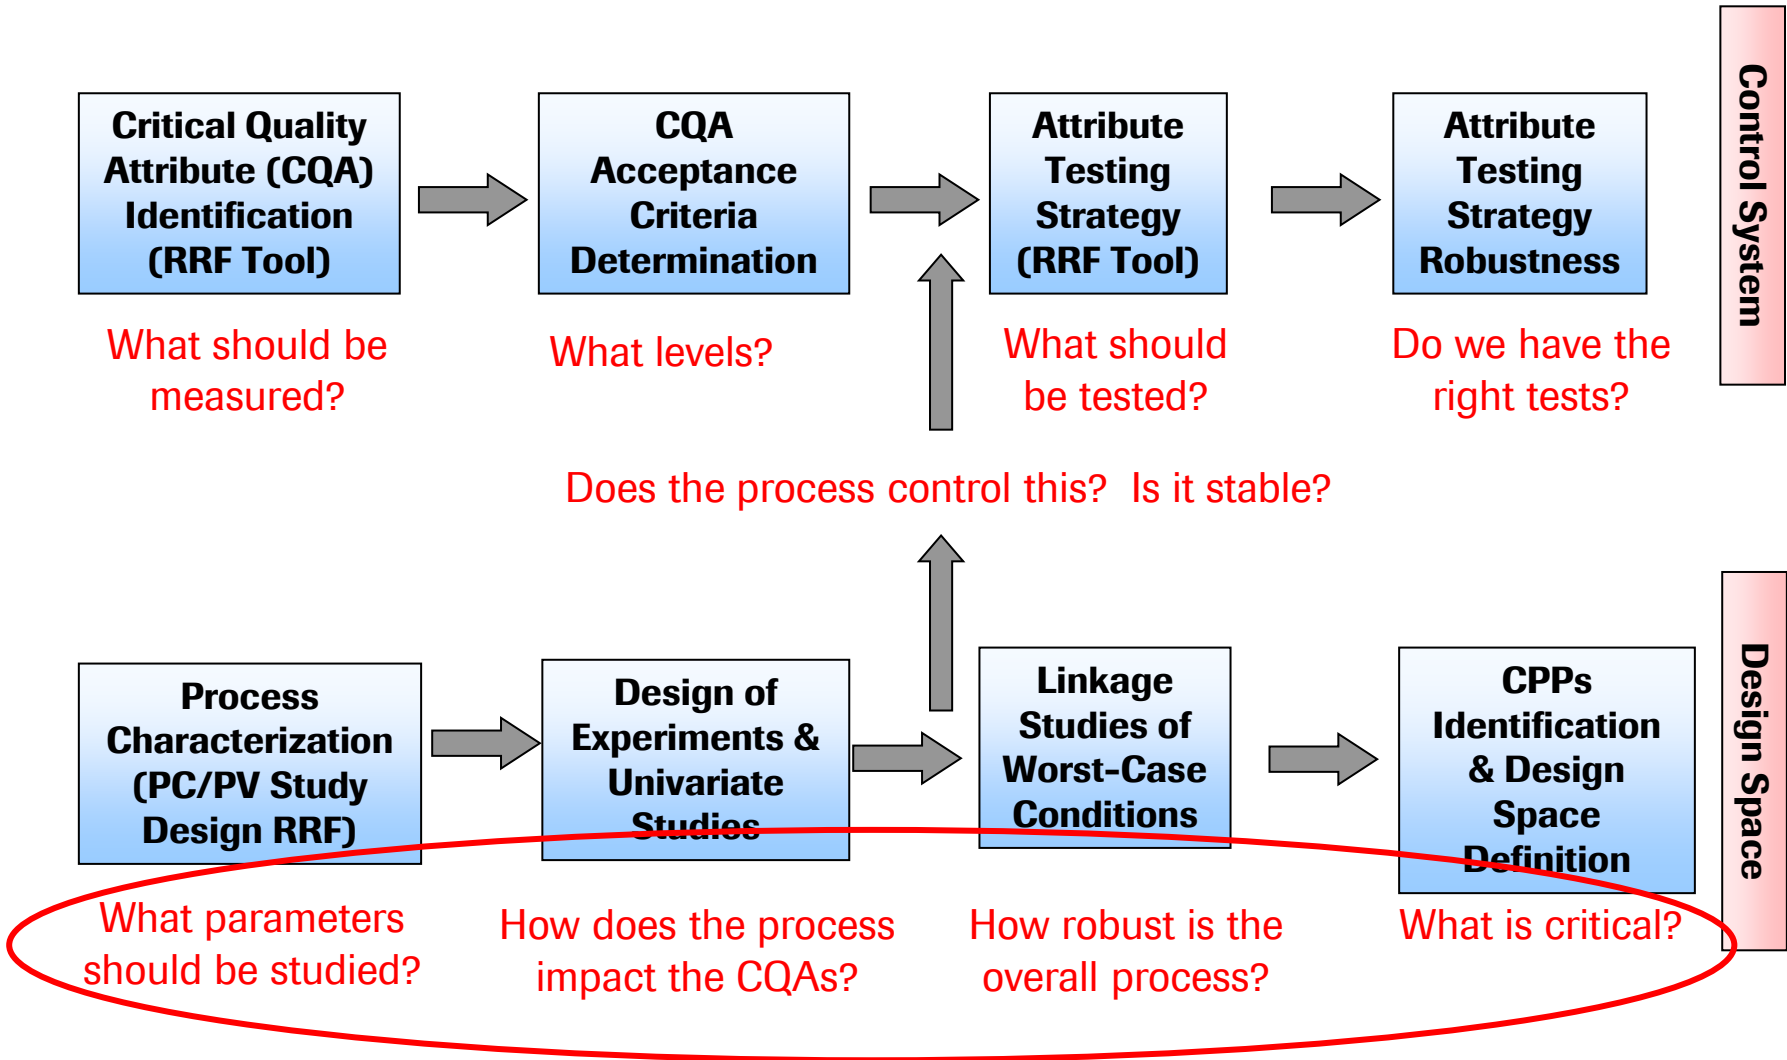 Critical Quality
Attribute (CQA)
Identification
(RRF Tool)
CQA
Acceptance
Criteria
Determination
Attribute
Testing
Strategy
(RRF Tool)
Attribute
Testing
Strategy
Robustness
Control System
What should be
measured?
What levels?
What should
be tested?
Do we have the
right tests?
Does the process control this?  Is it stable?
Process
Characterization
(PC/PV Study
Design RRF)
Design of
Experiments &
Univariate
Studies
Linkage
Studies of
Worst-Case
Conditions
CPPs
Identification
& Design
Space
Definition
Design Space
What parameters
should be studied?
How does the process
impact the CQAs?
How robust is the
overall process?
What is critical?